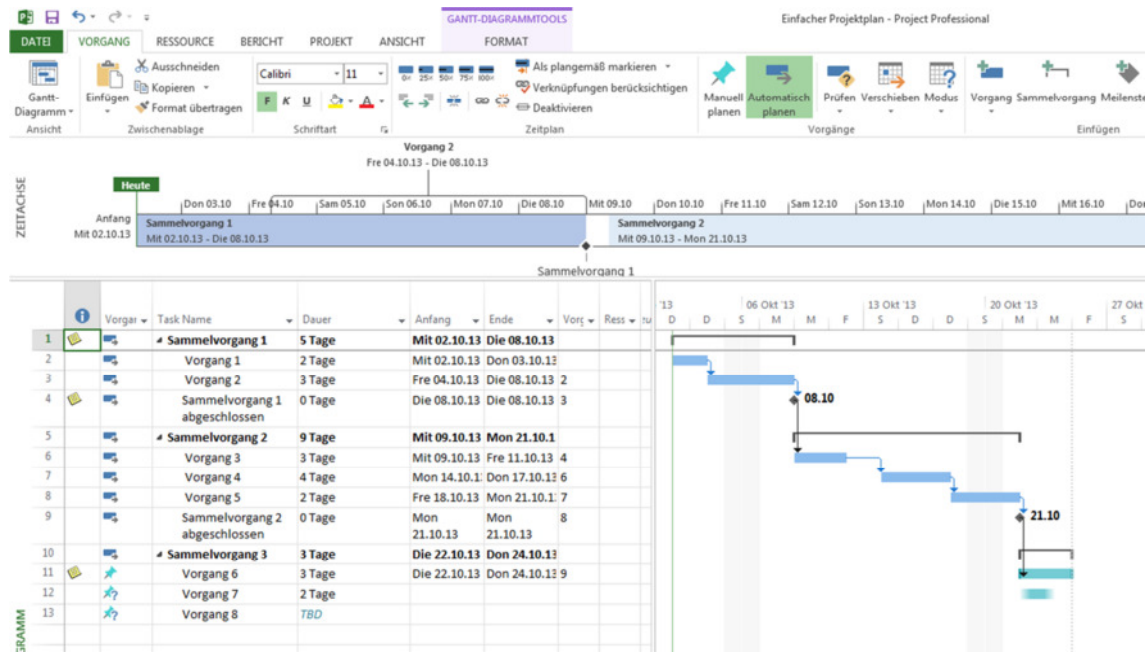 GANTT-DIAGRAMMTOOLS
Einfacher Projektplan - Project Professional
DATEI VORGANG RESSOURCE BERICHT PROJEKT ANSICHT FORMAT
Gantt-Diagramm
Ansicht
Einfügen
Ausschneiden
Kopieren
Format übertragen
Zwischenablage
Calibri 11
F K U A
Schriftart
0% 25% 50% 75% 100%
Als plangemäß markieren
Verknüpfungen berücksichtigen
Deaktivieren
Zeitplan
Manuell planen
Automatisch planen
Prüfen Verschieben Modus
Vorgänge
Vorgang Sammelvorgang
Einfügen
ZEITACHSE
Vorgang 2
Fre 04.10.13 - Die 08.10.13
Heute
Don 03.10 Fre 04.10 Sam 05.10 Son 06.10 Mon 07.10 Die 08.10 Mit 09.10 Don 10.10 Fre 11.10 Sam 12.10 Son 13.10 Mon 14.10 Die 15.10 Mit 16.10
Anfang
Mit 02.10.13
Sammelvorgang 1
Mit 02.10.13 - Die 08.10.13
Sammelvorgang 2
Mit 09.10.13 - Mon 21.10.13
Sammelvorgang 1
Vorgar Task Name Dauer Anfang Ende Vorg Ress
'13 06 Okt '13 13 Okt '13 20 Okt '13 27 Okt
D D S M M F S D D S M M F S
1 Sammelvorgang 1 5 Tage Mit 02.10.13 Die 08.10.13
2 Vorgang 1 2 Tage Mit 02.10.13 Don 03.10.13
3 Vorgang 2 3 Tage Fre 04.10.13 Die 08.10.13 2
4 Sammelvorgang 1 abgeschlossen 0 Tage Die 08.10.13 Die 08.10.13 3
08.10
5 Sammelvorgang 2 9 Tage Mit 09.10.13 Mon 21.10.1
6 Vorgang 3 3 Tage Mit 09.10.13 Fre 11.10.13 4
7 Vorgang 4 4 Tage Mon 14.10.1 Don 17.10.13 6
8 Vorgang 5 2 Tage Fre 18.10.13 Mon 21.10.1 7
9 Sammelvorgang 2 abgeschlossen 0 Tage Mon 21.10.13 Mon 21.10.13 8
21.10
10 Sammelvorgang 3 3 Tage Die 22.10.13 Don 24.10.13
11 Vorgang 6 3 Tage Die 22.10.13 Don 24.10.13 9
12 Vorgang 7 2 Tage
13 Vorgang 8 TBD